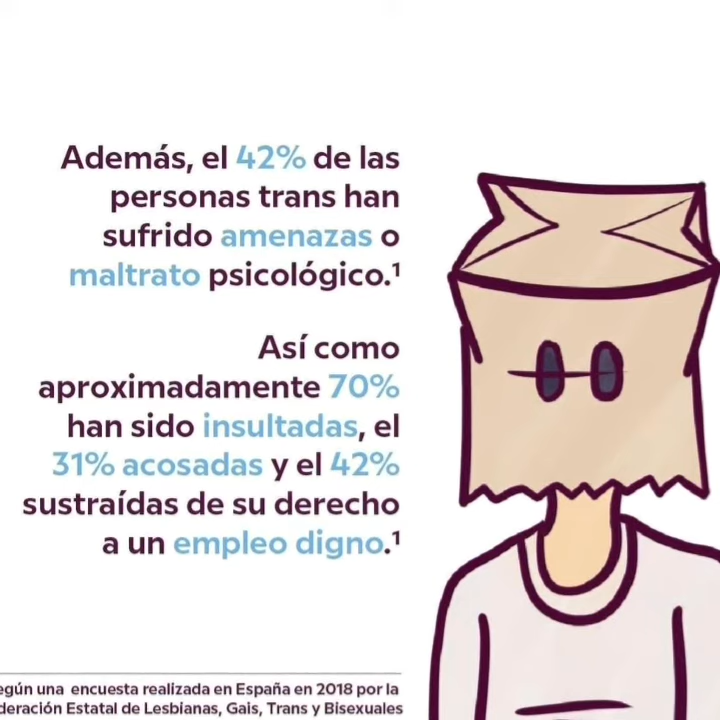 Además, el 42% de las
personas trans han
sufrido amenazas o
maltrato psicológico.¹
Así como
aproximadamente 70%
han sido insultadas, el
31% acosadas y el 42%
sustraídas de su derecho
a un empleo digno.¹
egún una encuesta realizada en España en 2018 por la
deración Estatal de Lesbianas, Gais, Trans y Bisexuales